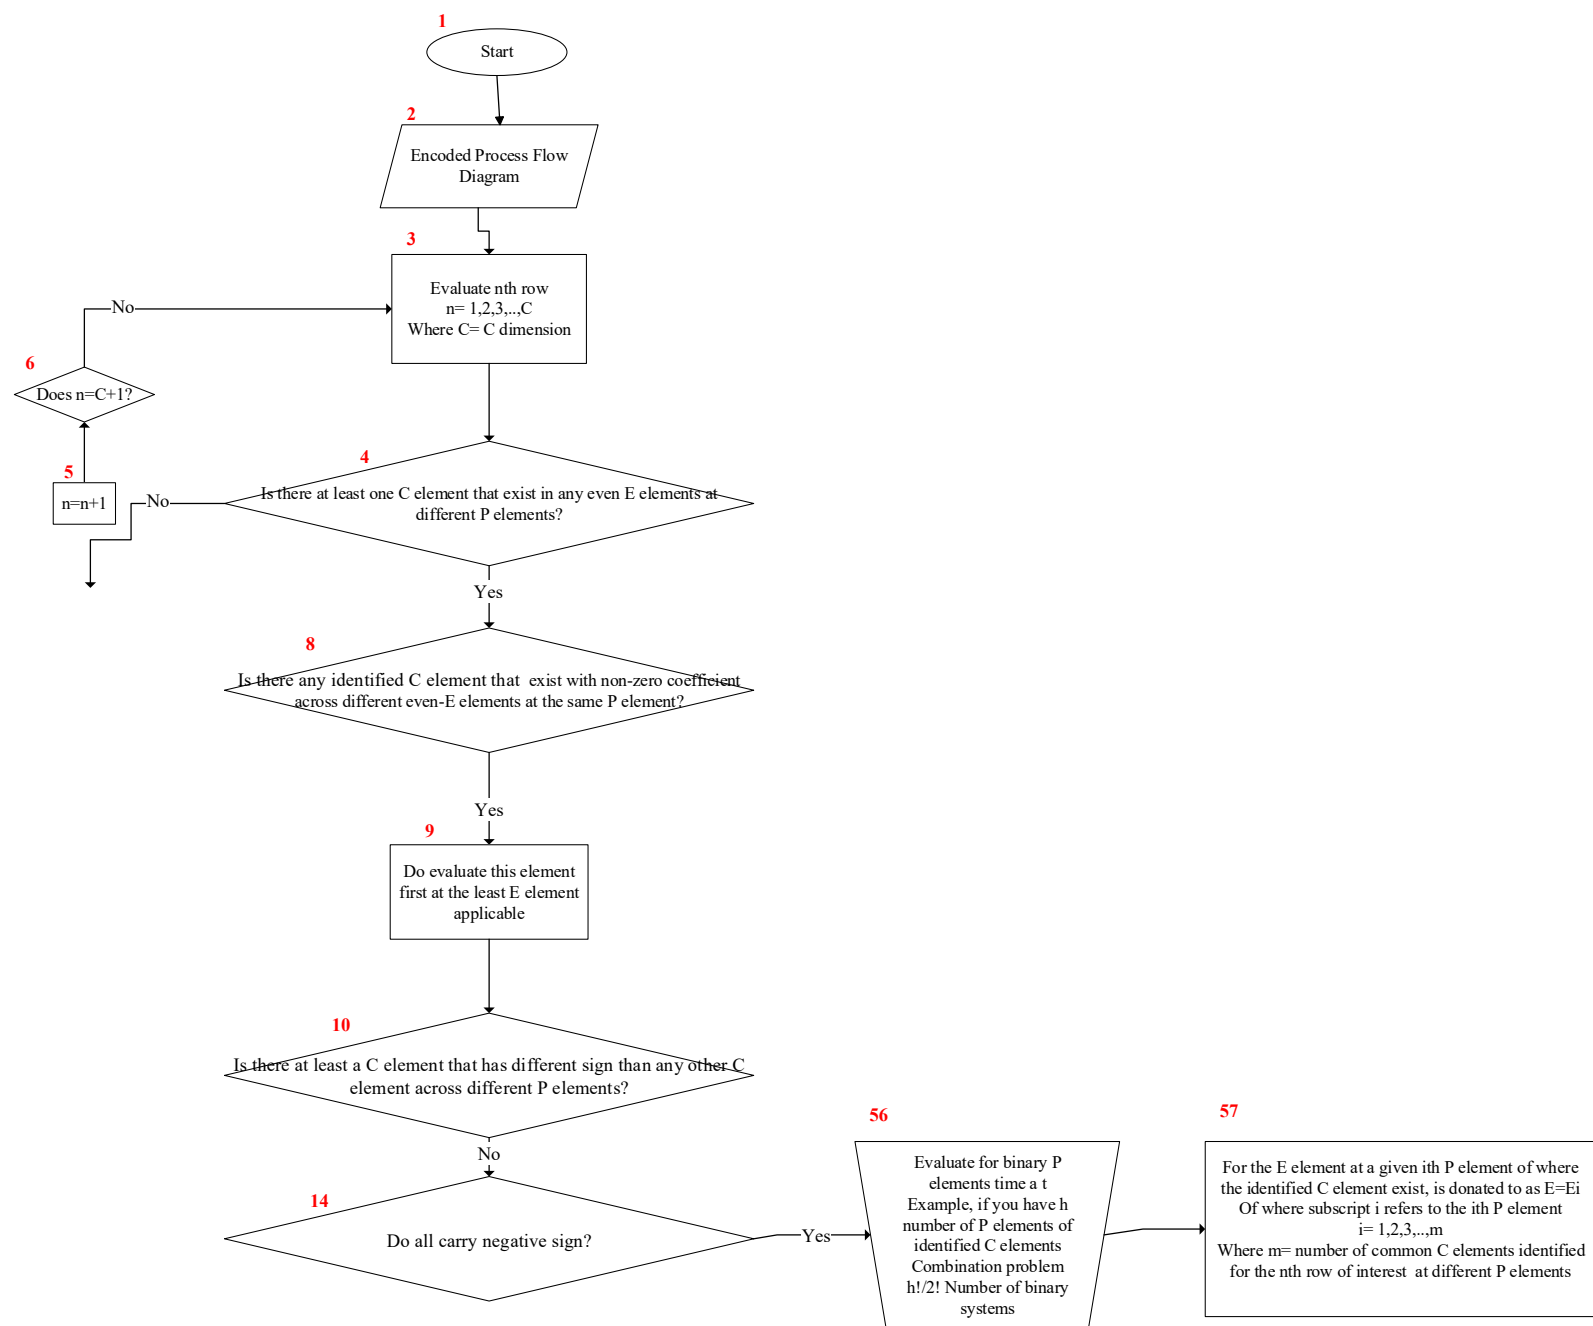 1
Start
2
Encoded Process Flow
Diagram
3
Evaluate nth row
n= 1,2,3,..,C
Where C= C dimension
No
6
Does n=C+1?
5
n=n+1
No
4
Is there at least one C element that exist in any even E elements at
different P elements?
Yes
8
Is there any identified C element that exist with non-zero coefficient
across different even-E elements at the same P element?
Yes
9
Do evaluate this element
first at the least E element
applicable
10
Is there at least a C element that has different sign than any other C
element across different P elements?
No
14
Do all carry negative sign?
Yes
56
Evaluate for binary P
elements time a t
Example, if you have h
number of P elements of
identified C elements
Combination problem
h!/2! Number of binary
systems
57
For the E element at a given ith P element of where
the identified C element exist, is donated to as E=Ei
Of where subscript i refers to the ith P element
i= 1,2,3,..,m
Where m= number of common C elements identified
for the nth row of interest at different P elements